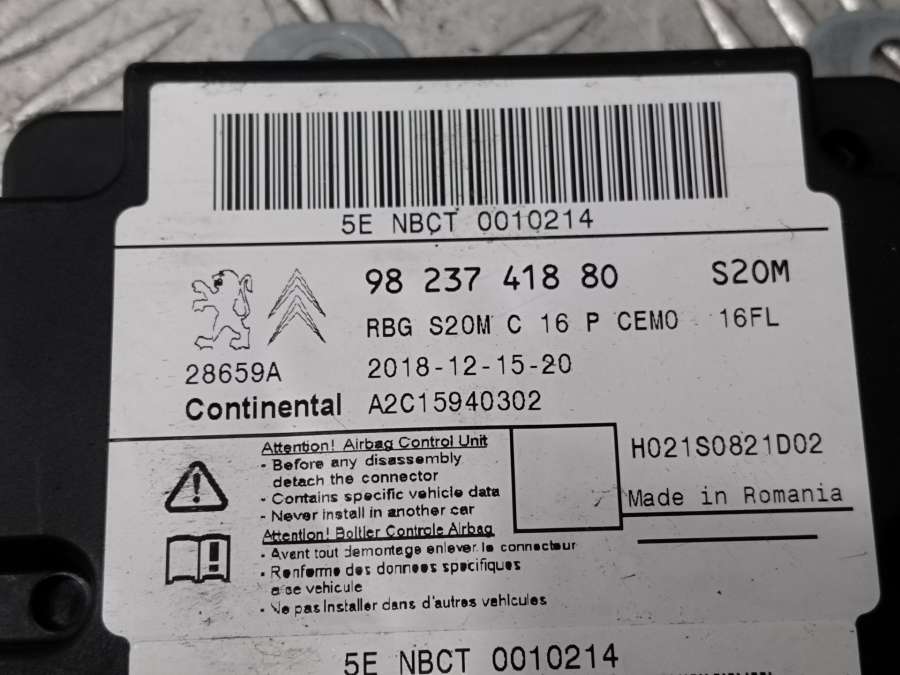 5E NBCT 0010214
98 237 418 80 S20M
RBG S20M C 16 P CEMO 16FL
28659A 2018-12-15-20
Continental A2C15940302
Attention! Airbag Control Unit
- Before any disassembly
detach the connector
- Contains specific vehicle data
- Never install in another car
Attention! Boîtier Controle Airbag
- Avant tout demontage enlever le connecteur
- Renferme des donnees specifiques
a ce vehicule
- Ne pas Installer dans d'autres vehicules
H021S0821D02
Made in Romania
5E NBCT 0010214